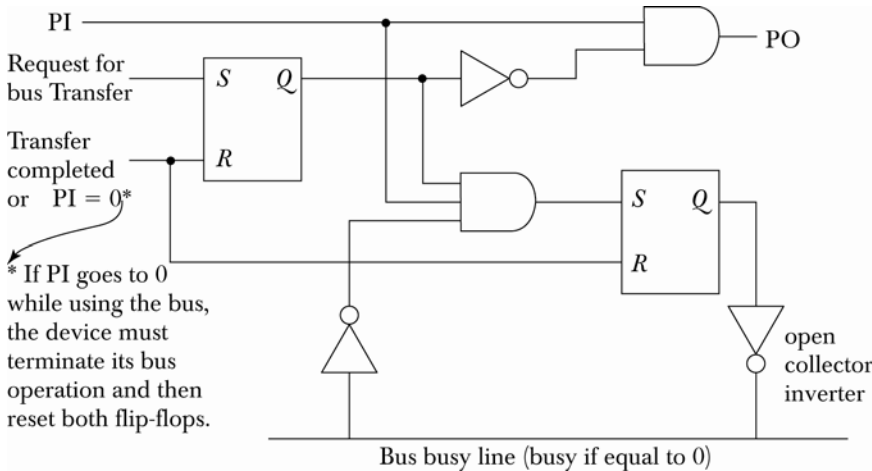 PI
PO
Request for
bus Transfer
S Q
R
Transfer
completed
or PI = 0*
S Q
R
* If PI goes to 0
while using the bus,
the device must
terminate its bus
operation and then
reset both flip-flops.
open
collector
inverter
Bus busy line (busy if equal to 0)